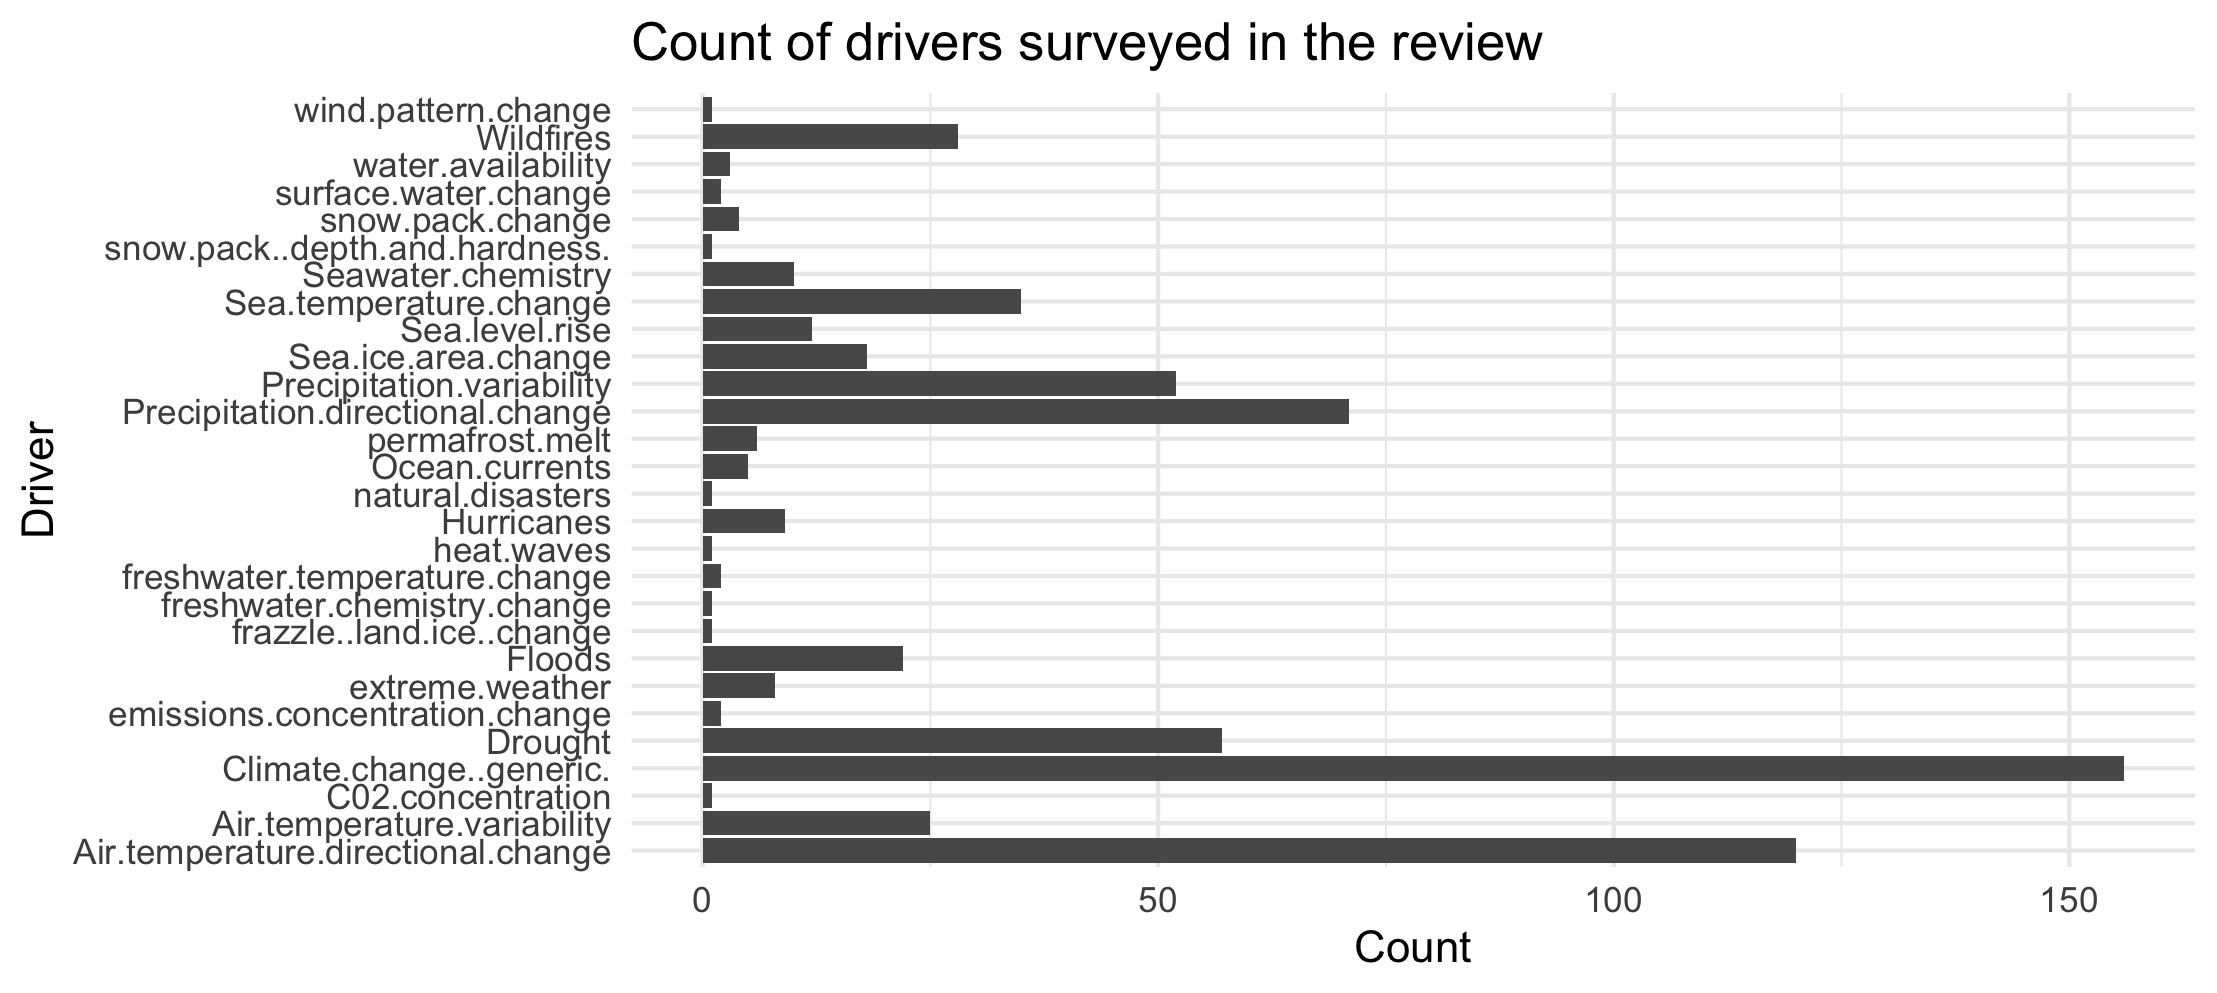 Count of drivers surveyed in the review
wind.pattern.change
Wildfires
water.availability
surface.water.change
snow.pack.change
snow.pack..depth.and.hardness.
Seawater.chemistry
Sea.temperature.change
Sea.level.rise
Sea.ice.area.change
Precipitation.variability
Precipitation.directional.change
permafrost.melt
Ocean.currents
natural.disasters
Hurricanes
heat.waves
freshwater.temperature.change
freshwater.chemistry.change
frazzle..land.ice..change
Floods
extreme.weather
emissions.concentration.change
Drought
Climate.change..generic.
C02.concentration
Air.temperature.variability
Air.temperature.directional.change
Driver
0 50 100 150
Count